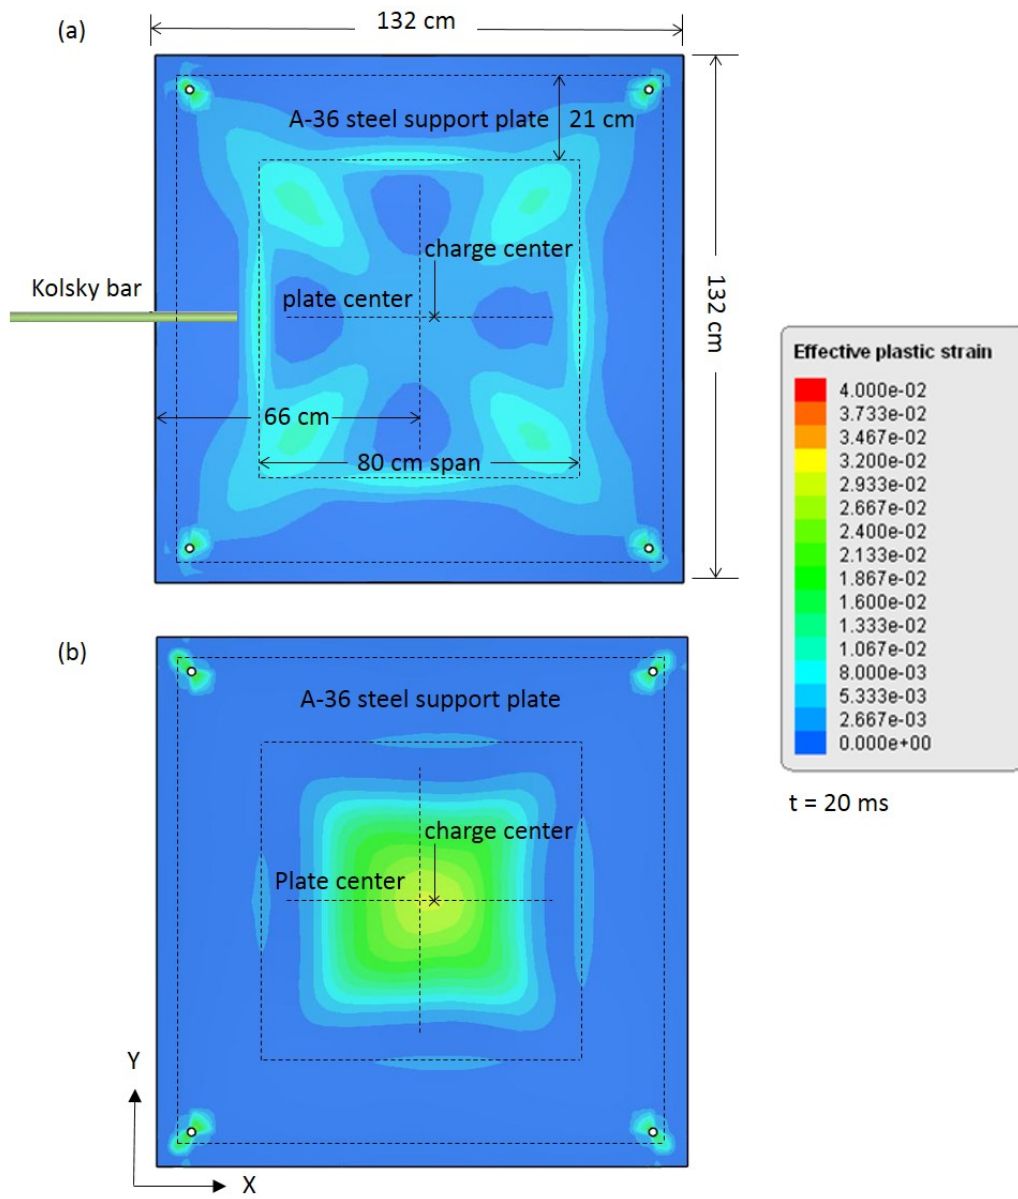 (a)
132 cm
A-36 steel support plate
21 cm
charge center
Kolsky bar
plate center
132 cm
66 cm
80 cm span
Effective plastic strain
4.000e-02
3.733e-02
3.467e-02
3.200e-02
2.933e-02
2.667e-02
2.400e-02
2.133e-02
1.867e-02
1.600e-02
1.333e-02
1.067e-02
8.000e-03
5.333e-03
2.667e-03
0.000e+00
t = 20 ms
(b)
A-36 steel support plate
charge center
Plate center
Y
X